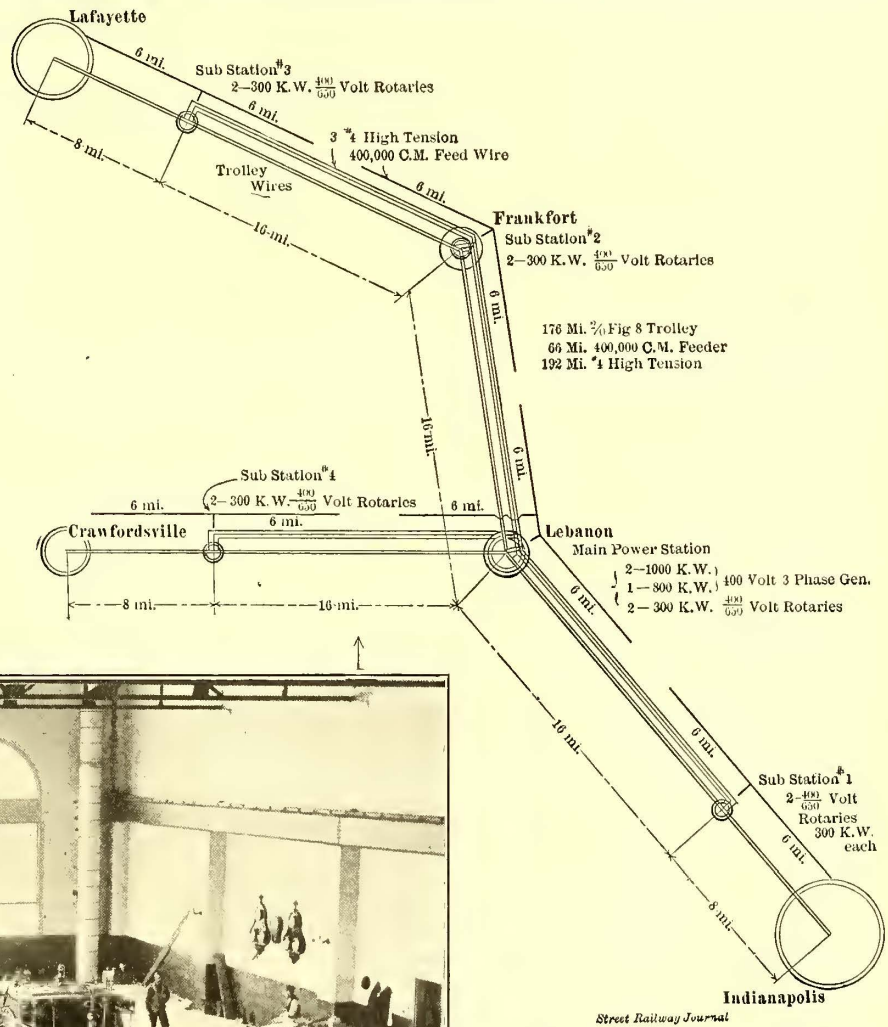 Lafayette
6 mi.
Sub Station #3
2–300 K.W. 400/650 Volt Rotaries
6 mi.
3 #4 High Tension
400,000 C.M. Feed Wire
8 mi.
Trolley
Wires
6 mi.
16 mi.
Frankfort
Sub Station #2
2–300 K.W. 400/650 Volt Rotaries
6 mi.
176 Mi. 2/0 Fig 8 Trolley
66 Mi. 400,000 C.M. Feeder
192 Mi. #4 High Tension
16 mi.
6 mi.
Sub Station #4
6 mi.
2–300 K.W. 400/650 Volt Rotaries
6 mi.
6 mi.
Crawfordsville
Lebanon
Main Power Station
2–1000 K.W.
1–800 K.W. 400 Volt 3 Phase Gen.
2–300 K.W. 400/650 Volt Rotaries
8 mi.
16 mi.
6 mi.
16 mi.
6 mi.
Sub Station #1
2–400/650 Volt
Rotaries
300 K.W.
each
6 mi.
8 mi.
Indianapolis
Street Railway Journal